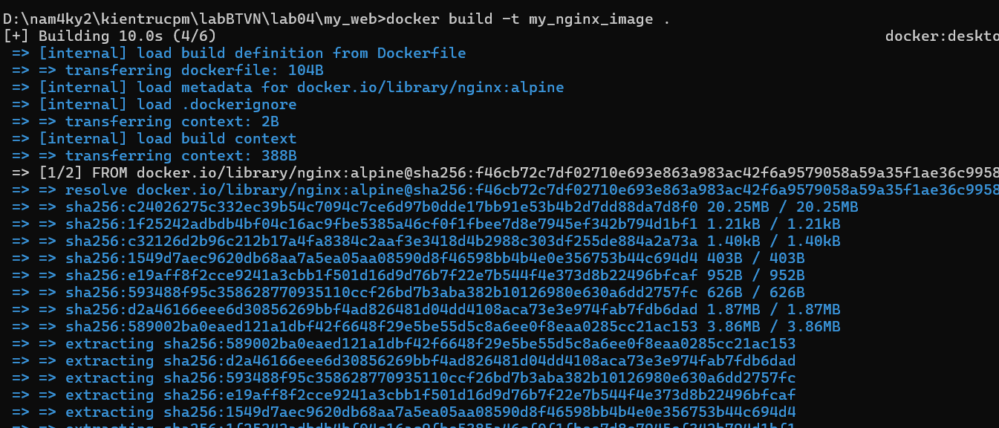 D:\nam4ky2\kientrucpm\labBTVN\lab04\my_web>docker build -t my_nginx_image .
[+] Building 10.0s (4/6) docker:deskto
=> [internal] load build definition from Dockerfile
=> => transferring dockerfile: 104B
=> [internal] load metadata for docker.io/library/nginx:alpine
=> [internal] load .dockerignore
=> => transferring context: 2B
=> [internal] load build context
=> => transferring context: 388B
=> [1/2] FROM docker.io/library/nginx:alpine@sha256:f46cb72c7df02710e693e863a983ac42f6a9579058a59a35f1ae36c9958
=> => resolve docker.io/library/nginx:alpine@sha256:f46cb72c7df02710e693e863a983ac42f6a9579058a59a35f1ae36c9958
=> => sha256:c24026275c332ec39b54c7094c7ce6d97b0dde17bb91e53b4b2d7dd88da7d8f0 20.25MB / 20.25MB
=> => sha256:1f25242adbdb4bf04c16ac9fbe5385a46cf0f1fbee7d8e7945ef342b794d1bf1 1.21kB / 1.21kB
=> => sha256:c32126d2b96c212b17a4fa8384c2aaf3e3418d4b2988c303df255de884a2a73a 1.40kB / 1.40kB
=> => sha256:1549d7aec9620db68aa7a5ea05aa08590d8f46598bb4b4e0e356753b44c694d4 403B / 403B
=> => sha256:e19aff8f2cce9241a3cbb1f501d16d9d76b7f22e7b544f4e373d8b22496bfcaf 952B / 952B
=> => sha256:593488f95c358628770935110ccf26bd7b3aba382b10126980e630a6dd2757fc 626B / 626B
=> => sha256:d2a46166eee6d30856269bbf4ad826481d04dd4108aca73e3e974fab7fdb6dad 1.87MB / 1.87MB
=> => sha256:589002ba0eaed121a1dbf42f6648f29e5be55d5c8a6ee0f8eaa0285cc21ac153 3.86MB / 3.86MB
=> => extracting sha256:589002ba0eaed121a1dbf42f6648f29e5be55d5c8a6ee0f8eaa0285cc21ac153
=> => extracting sha256:d2a46166eee6d30856269bbf4ad826481d04dd4108aca73e3e974fab7fdb6dad
=> => extracting sha256:593488f95c358628770935110ccf26bd7b3aba382b10126980e630a6dd2757fc
=> => extracting sha256:e19aff8f2cce9241a3cbb1f501d16d9d76b7f22e7b544f4e373d8b22496bfcaf
=> => extracting sha256:1549d7aec9620db68aa7a5ea05aa08590d8f46598bb4b4e0e356753b44c694d4